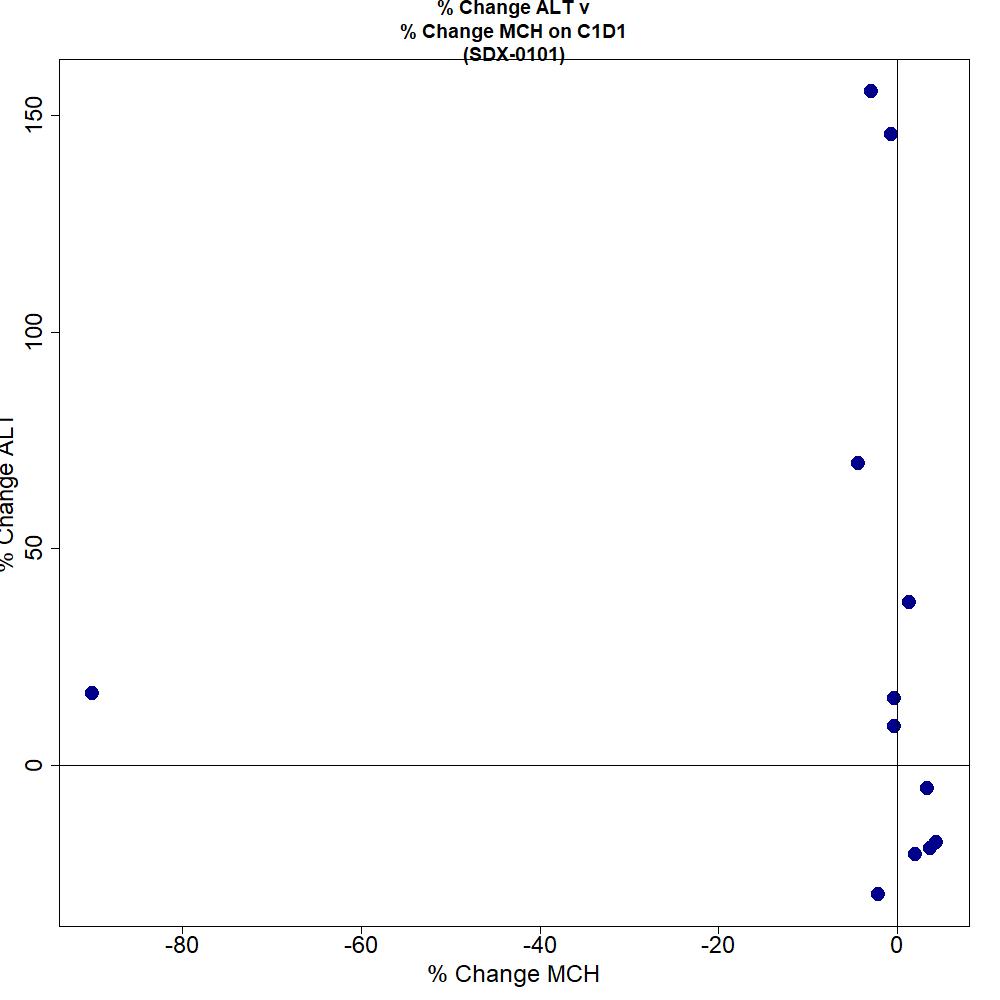 % Change ALT v
% Change MCH on C1D1
(SDX-0101)
150
100
50
0
% Change ALT
-80
-60
-40
-20
0
% Change MCH